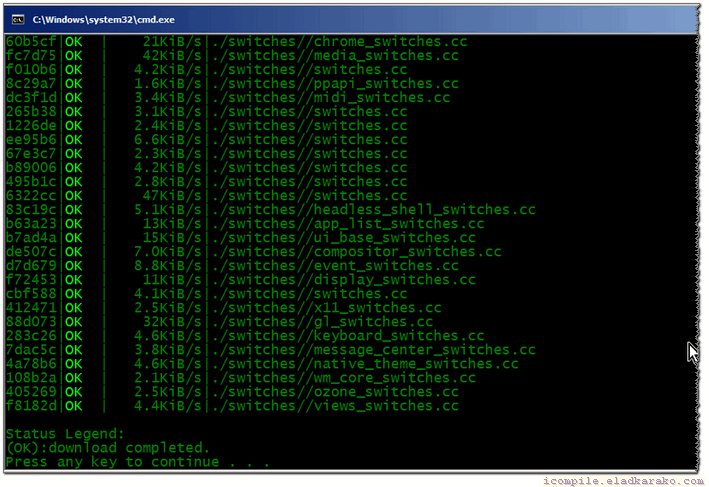 C:\Windows\system32\cmd.exe
60b5cf|OK  |    21KiB/s|./switches//chrome_switches.cc
fc7d75|OK  |    42KiB/s|./switches//media_switches.cc
f010b6|OK  |   4.2KiB/s|./switches//switches.cc
8c29a7|OK  |   1.6KiB/s|./switches//ppapi_switches.cc
dc3f1d|OK  |   3.4KiB/s|./switches//midi_switches.cc
265b38|OK  |   3.1KiB/s|./switches//switches.cc
1226de|OK  |   2.4KiB/s|./switches//switches.cc
ee95b6|OK  |   6.6KiB/s|./switches//switches.cc
67e3c7|OK  |   2.3KiB/s|./switches//switches.cc
b89006|OK  |   4.2KiB/s|./switches//switches.cc
495b1c|OK  |   2.8KiB/s|./switches//switches.cc
6322cc|OK  |    47KiB/s|./switches//switches.cc
83c19c|OK  |   5.1KiB/s|./switches//headless_shell_switches.cc
b63a23|OK  |    13KiB/s|./switches//app_list_switches.cc
b7ad4a|OK  |    15KiB/s|./switches//ui_base_switches.cc
de507c|OK  |   7.0KiB/s|./switches//compositor_switches.cc
d7d679|OK  |   8.8KiB/s|./switches//event_switches.cc
f72453|OK  |    11KiB/s|./switches//display_switches.cc
cbf588|OK  |   4.1KiB/s|./switches//switches.cc
412471|OK  |   2.5KiB/s|./switches//x11_switches.cc
88d073|OK  |    32KiB/s|./switches//gl_switches.cc
283c26|OK  |   4.6KiB/s|./switches//keyboard_switches.cc
7dac5c|OK  |   3.8KiB/s|./switches//message_center_switches.cc
4a78b6|OK  |   4.6KiB/s|./switches//native_theme_switches.cc
108b2a|OK  |   2.1KiB/s|./switches//wm_core_switches.cc
405269|OK  |   2.5KiB/s|./switches//ozone_switches.cc
f8182d|OK  |   4.4KiB/s|./switches//views_switches.cc
Status Legend:
(OK):download completed.
Press any key to continue . . .
icompile.eladkarako.com